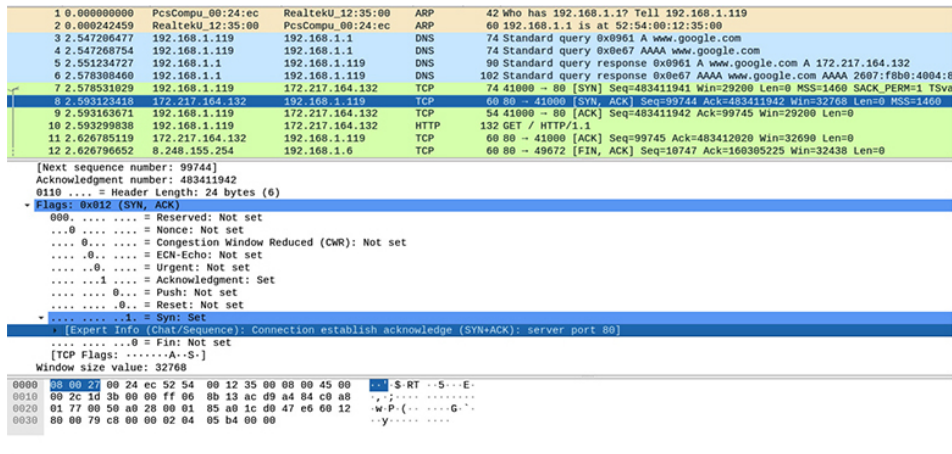 1 0.000000000 PcsCompu_00:24:ec RealtekU_12:35:00 ARP 42 Who has 192.168.1.1? Tell 192.168.1.119
2 0.000242459 RealtekU_12:35:00 PcsCompu_00:24:ec ARP 60 192.168.1.1 is at 52:54:00:12:35:00
3 2.547206477 192.168.1.119 192.168.1.1 DNS 74 Standard query 0x0961 A www.google.com
4 2.547268754 192.168.1.119 192.168.1.1 DNS 74 Standard query 0x0e67 AAAA www.google.com
5 2.551234727 192.168.1.1 192.168.1.119 DNS 90 Standard query response 0x0961 A www.google.com A 172.217.164.132
6 2.578308460 192.168.1.1 192.168.1.119 DNS 102 Standard query response 0x0e67 AAAA www.google.com AAAA 2607:f8b0:4004:8
7 2.578531029 192.168.1.119 172.217.164.132 TCP 74 41000 → 80 [SYN] Seq=483411941 Win=29200 Len=0 MSS=1460 SACK_PERM=1 TSva
8 2.593123418 172.217.164.132 192.168.1.119 TCP 60 80 → 41000 [SYN, ACK] Seq=99744 Ack=483411942 Win=32768 Len=0 MSS=1460
9 2.593163671 192.168.1.119 172.217.164.132 TCP 54 41000 → 80 [ACK] Seq=483411942 Ack=99745 Win=29200 Len=0
10 2.593299838 192.168.1.119 172.217.164.132 HTTP 132 GET / HTTP/1.1
11 2.626785119 172.217.164.132 192.168.1.119 TCP 60 80 → 41000 [ACK] Seq=99745 Ack=483412020 Win=32690 Len=0
12 2.626796652 8.248.155.254 192.168.1.6 TCP 60 80 → 49672 [FIN, ACK] Seq=10747 Ack=160305225 Win=32438 Len=0
[Next sequence number: 99744]
Acknowledgment number: 483411942
0110 .... = Header Length: 24 bytes (6)
Flags: 0x012 (SYN, ACK)
000. .... .... = Reserved: Not set
...0 .... .... = Nonce: Not set
.... 0... .... = Congestion Window Reduced (CWR): Not set
.... .0.. .... = ECN-Echo: Not set
.... ..0. .... = Urgent: Not set
.... ...1 .... = Acknowledgment: Set
.... .... 0... = Push: Not set
.... .... .0.. = Reset: Not set
.... .... ..1. = Syn: Set
[Expert Info (Chat/Sequence): Connection establish acknowledge (SYN+ACK): server port 80]
.... .... ...0 = Fin: Not set
[TCP Flags: ·······A··S·]
Window size value: 32768
0000 08 00 27 00 24 ec 52 54 00 12 35 00 08 00 45 00 ··'·$·RT ··5···E·
0010 00 2c 1d 3b 00 00 ff 06 8b 13 ac d9 a4 84 c0 a8 ·,·;···· ········
0020 01 77 00 50 a0 28 00 01 85 a0 1c d0 47 e6 60 12 ·w·P·(·· ····G·`·
0030 80 00 79 c8 00 00 02 04 05 b4 00 00 ··y····· ····